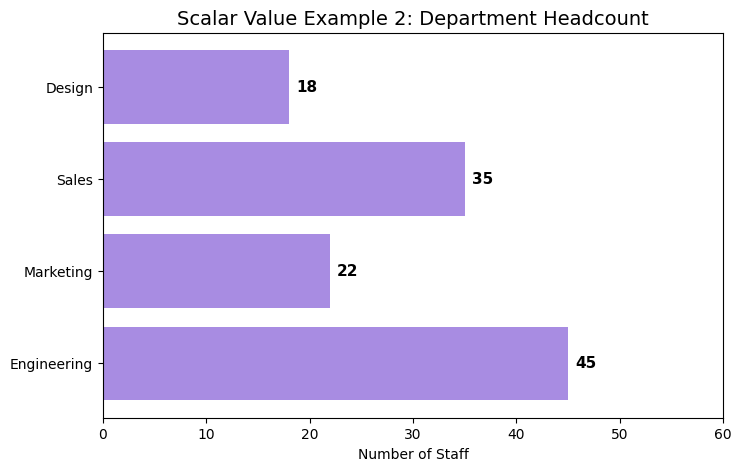 Scalar Value Example 2: Department Headcount
Design
18
Sales
35
Marketing
22
Engineering
45
0 10 20 30 40 50 60
Number of Staff